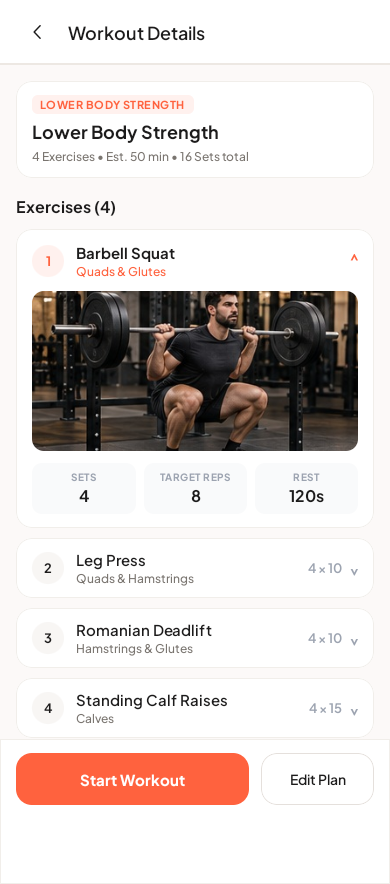 Workout Details
LOWER BODY STRENGTH
Lower Body Strength
4 Exercises • Est. 50 min • 16 Sets total
Exercises (4)
1
Barbell Squat
Quads & Glutes
SETS
4
TARGET REPS
8
REST
120s
2
Leg Press
Quads & Hamstrings
4 × 10
3
Romanian Deadlift
Hamstrings & Glutes
4 × 10
4
Standing Calf Raises
Calves
4 × 15
Start Workout
Edit Plan